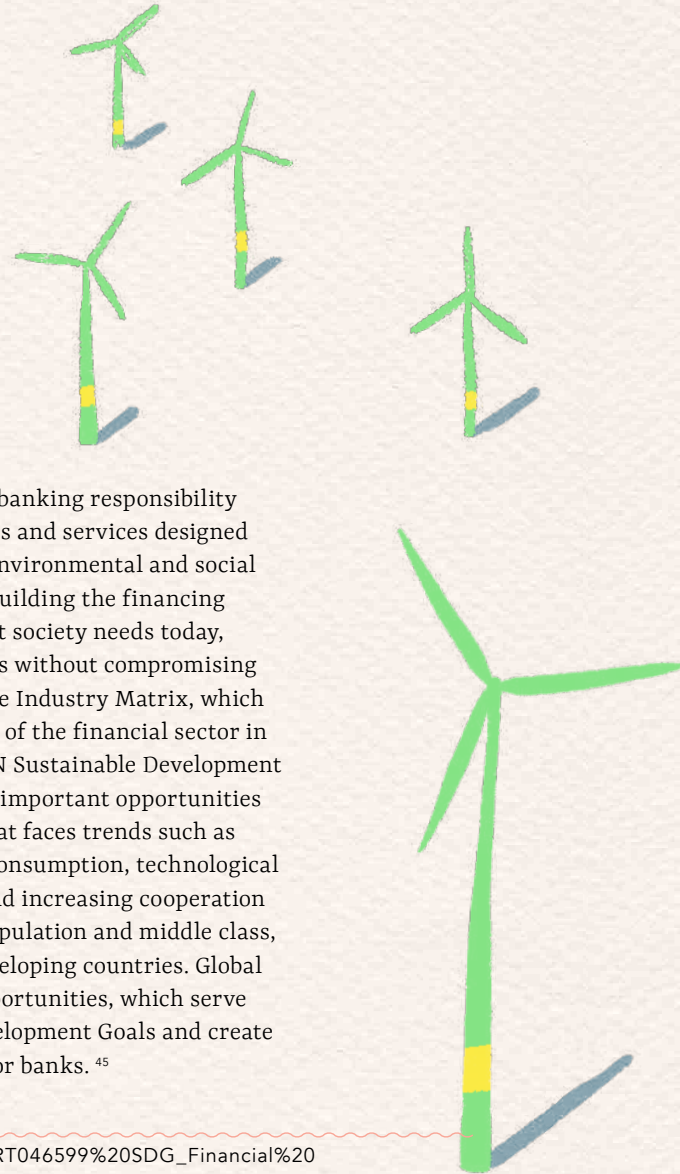 banking responsibility
s and services designed
nvironmental and social
uilding the financing
t society needs today,
s without compromising
e Industry Matrix, which
of the financial sector in
N Sustainable Development
important opportunities
at faces trends such as
onsumption, technological
d increasing cooperation
pulation and middle class,
eloping countries. Global
ortunities, which serve
elopment Goals and create
or banks. 45
RT046599%20SDG_Financial%20